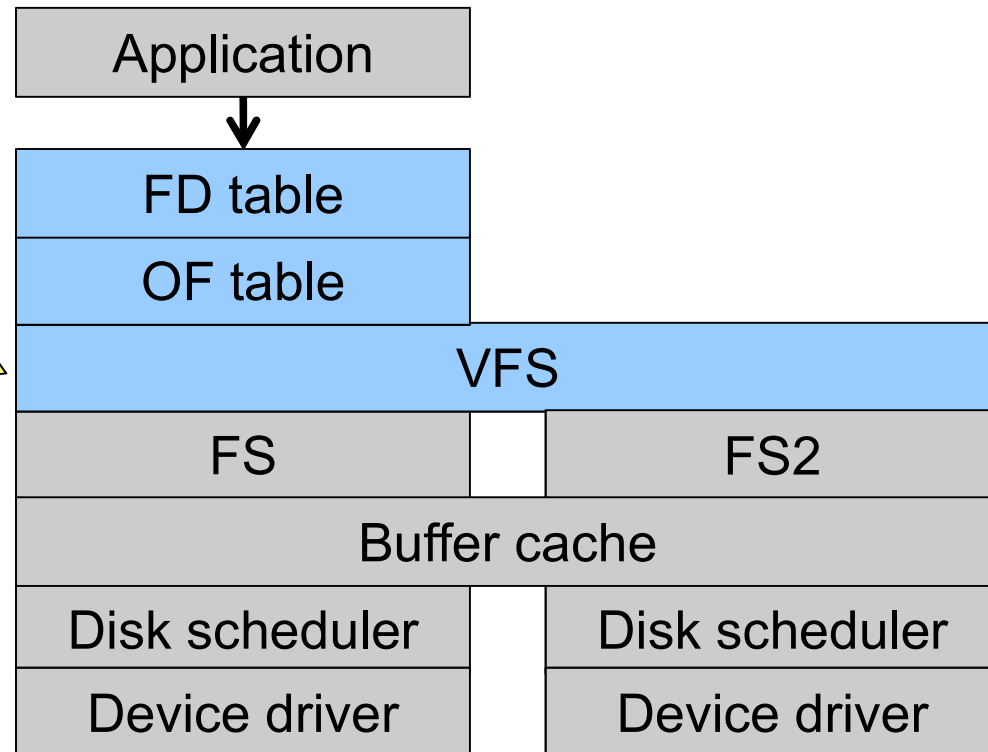 Application
FD table
OF table
VFS
FS FS2
Buffer cache
Disk scheduler Disk scheduler
Device driver Device driver